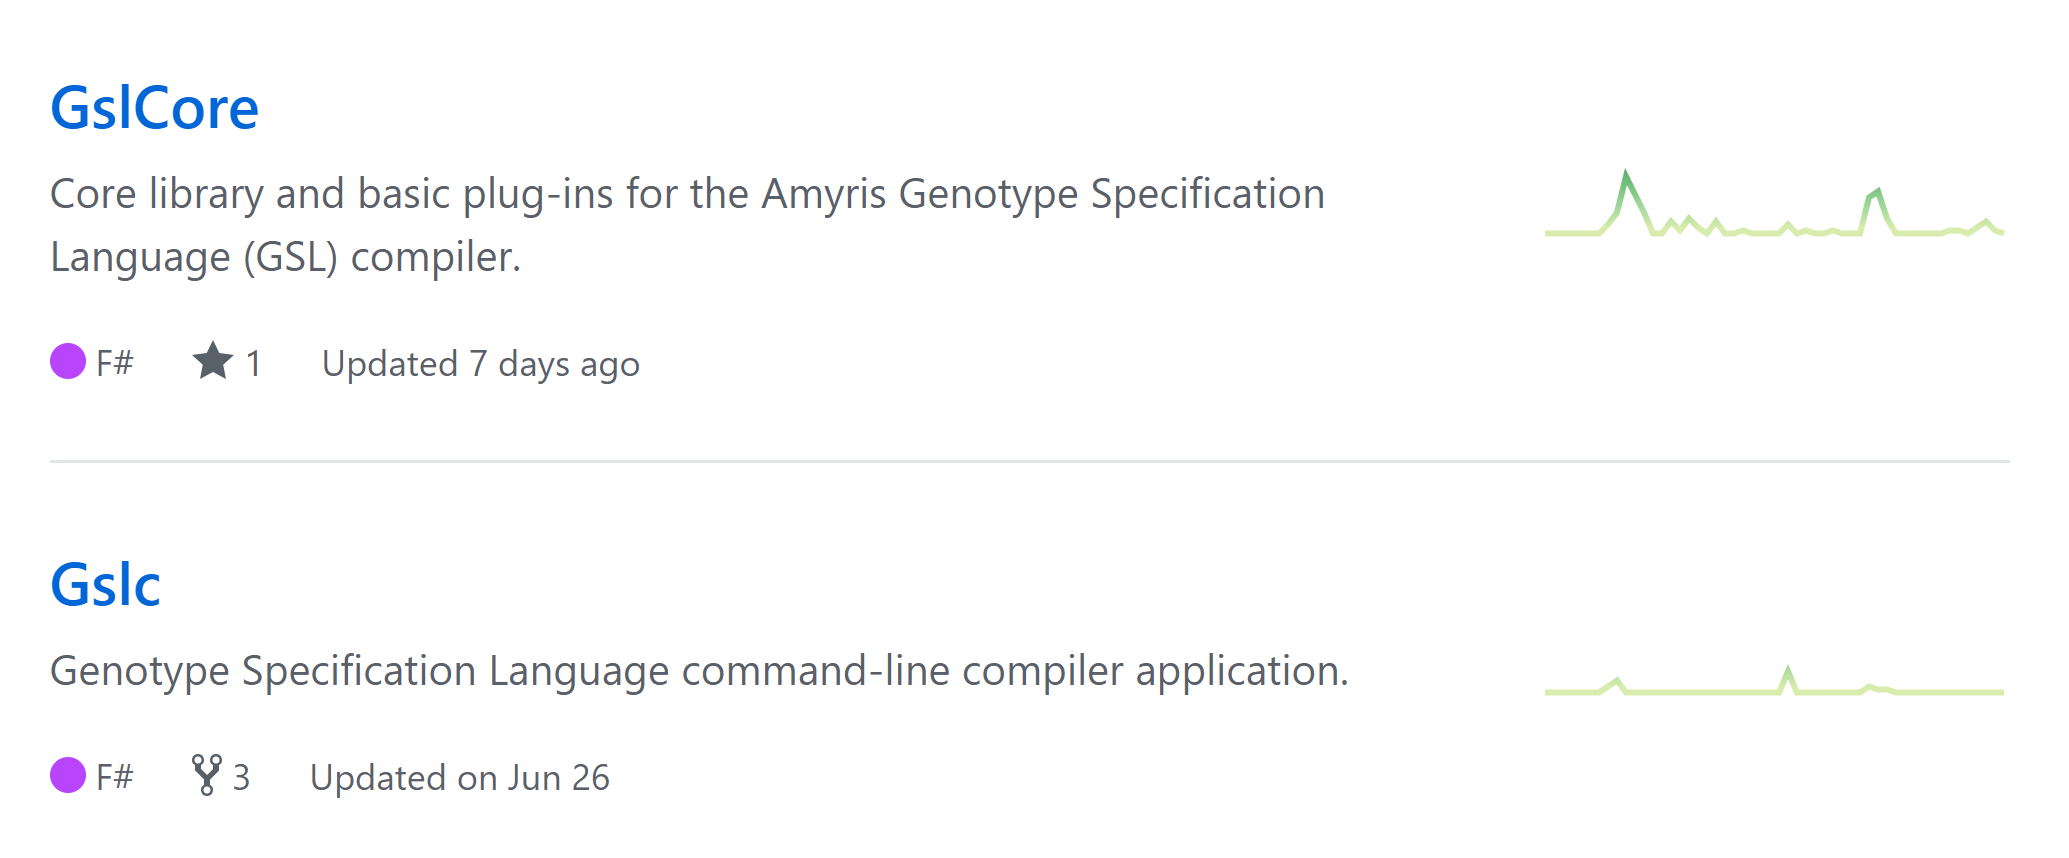 GslCore
Core library and basic plug-ins for the Amyris Genotype Specification
Language (GSL) compiler.
F# 1 Updated 7 days ago
Gslc
Genotype Specification Language command-line compiler application.
F# 3 Updated on Jun 26